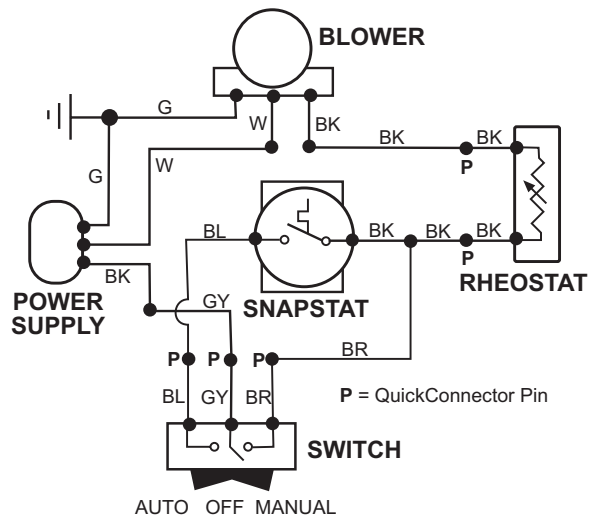 BLOWER
G
W
BK
BK
BK
P
G
W
BL
BK
BK
BK
P
BK
GY
SNAPSTAT
RHEOSTAT
POWER
SUPPLY
P
P
P
BR
BL
GY
BR
P = QuickConnector Pin
SWITCH
AUTO OFF MANUAL